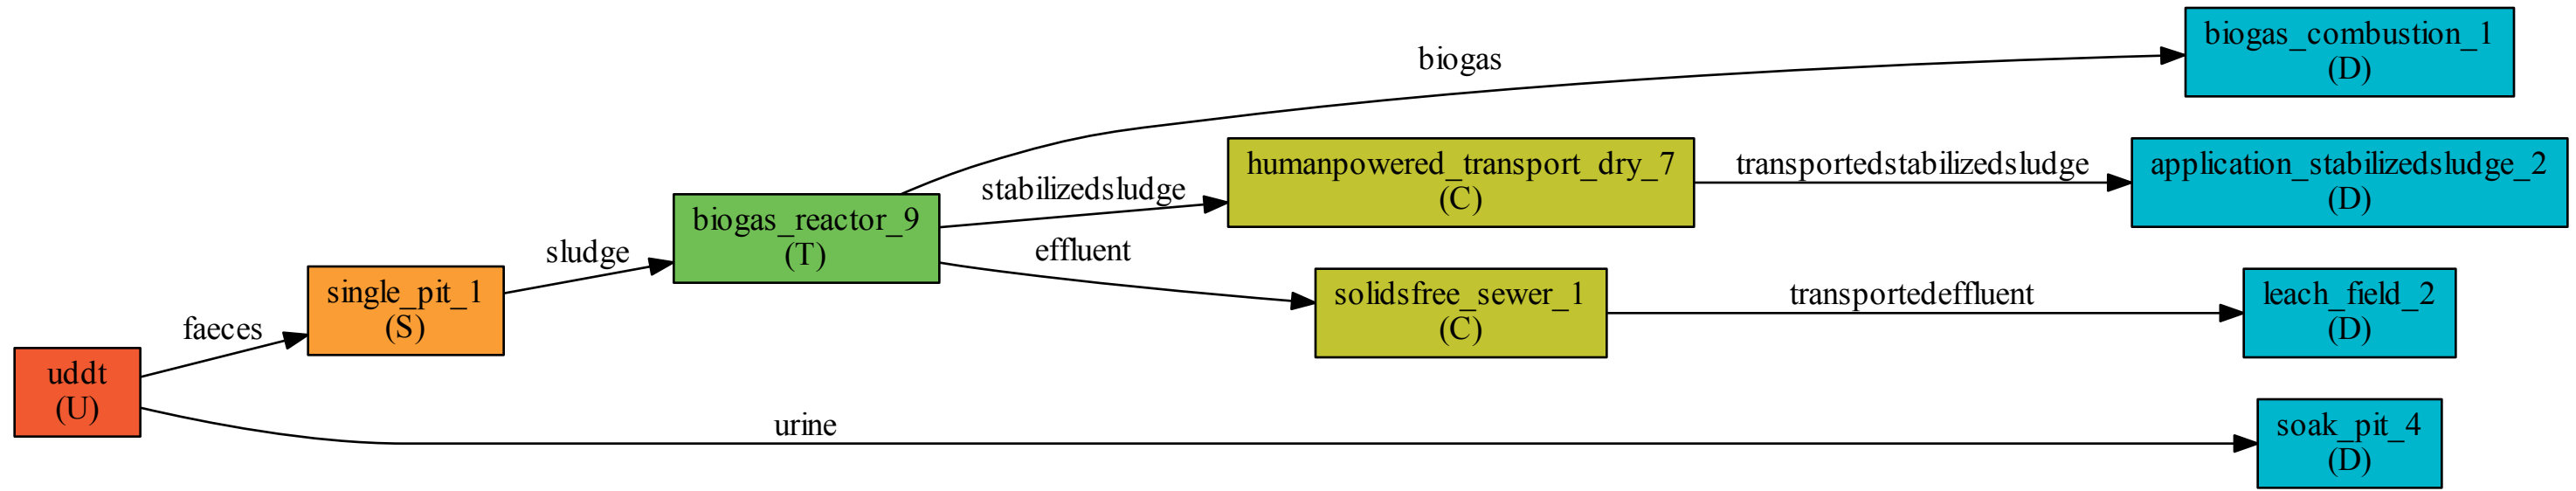 biogas_combustion_1
(D)
biogas
humanpowered_transport_dry_7
(C)
transportedstabilizedsludge
application_stabilizedsludge_2
(D)
stabilizedsludge
biogas_reactor_9
(T)
effluent
sludge
single_pit_1
(S)
solidsfree_sewer_1
(C)
transportedeffluent
leach_field_2
(D)
faeces
uddt
(U)
urine
soak_pit_4
(D)